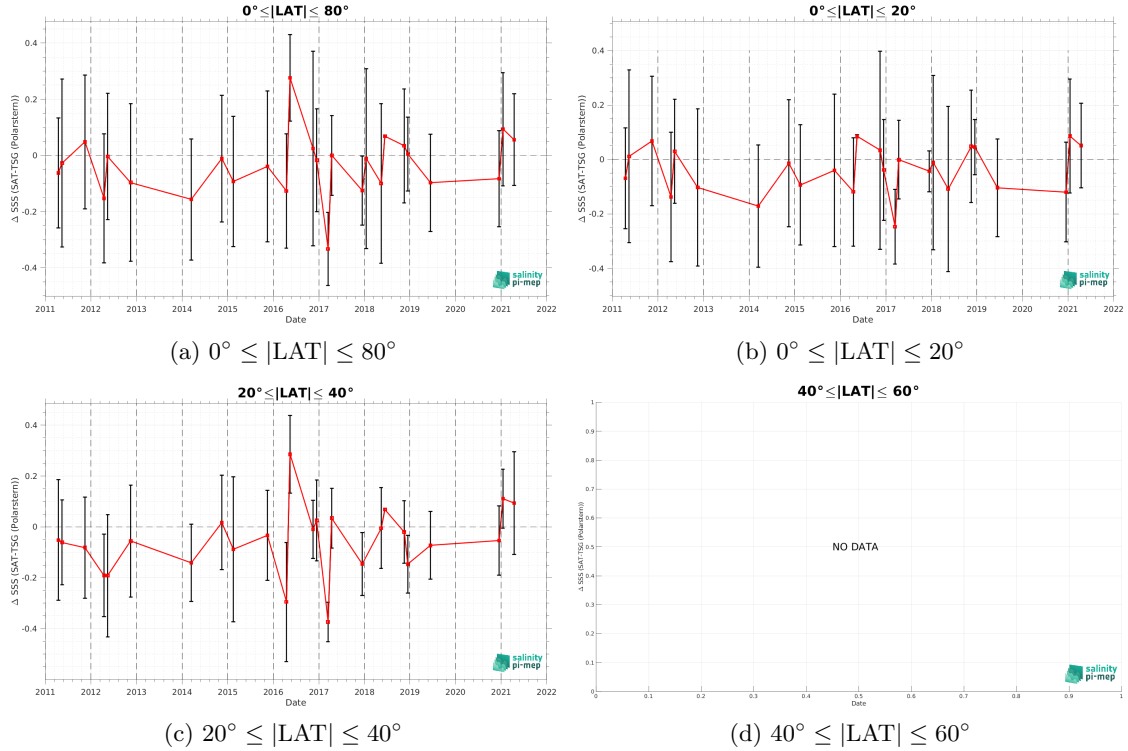 0°≤|LAT|≤ 80°
Δ SSS (SAT-TSG (Polarstern))
0.4
0.2
0
-0.2
-0.4
2011 2012 2013 2014 2015 2016 2017 2018 2019 2020 2021 2022
Date
salinity
pi-mep
(a) 0° ≤ |LAT| ≤ 80°
0°≤|LAT|≤ 20°
Δ SSS (SAT-TSG (Polarstern))
0.4
0.2
0
-0.2
-0.4
2011 2012 2013 2014 2015 2016 2017 2018 2019 2020 2021 2022
Date
salinity
pi-mep
(b) 0° ≤ |LAT| ≤ 20°
20°≤|LAT|≤ 40°
Δ SSS (SAT-TSG (Polarstern))
0.4
0.2
0
-0.2
-0.4
2011 2012 2013 2014 2015 2016 2017 2018 2019 2020 2021 2022
Date
salinity
pi-mep
(c) 20° ≤ |LAT| ≤ 40°
40°≤|LAT|≤ 60°
Δ SSS (SAT-TSG (Polarstern))
1
0.9
0.8
0.7
0.6
0.5
0.4
0.3
0.2
0.1
0
NO DATA
0 0.1 0.2 0.3 0.4 0.5 0.6 0.7 0.8 0.9 1
Date
salinity
pi-mep
(d) 40° ≤ |LAT| ≤ 60°